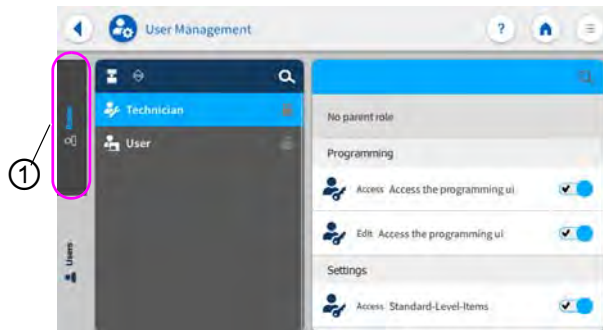 User Management
?
Roles
Technician
No parent role
User
Programming
1
Access Access the programming ui
Edit Access the programming ui
Users
Settings
Access Standard-Level-Items